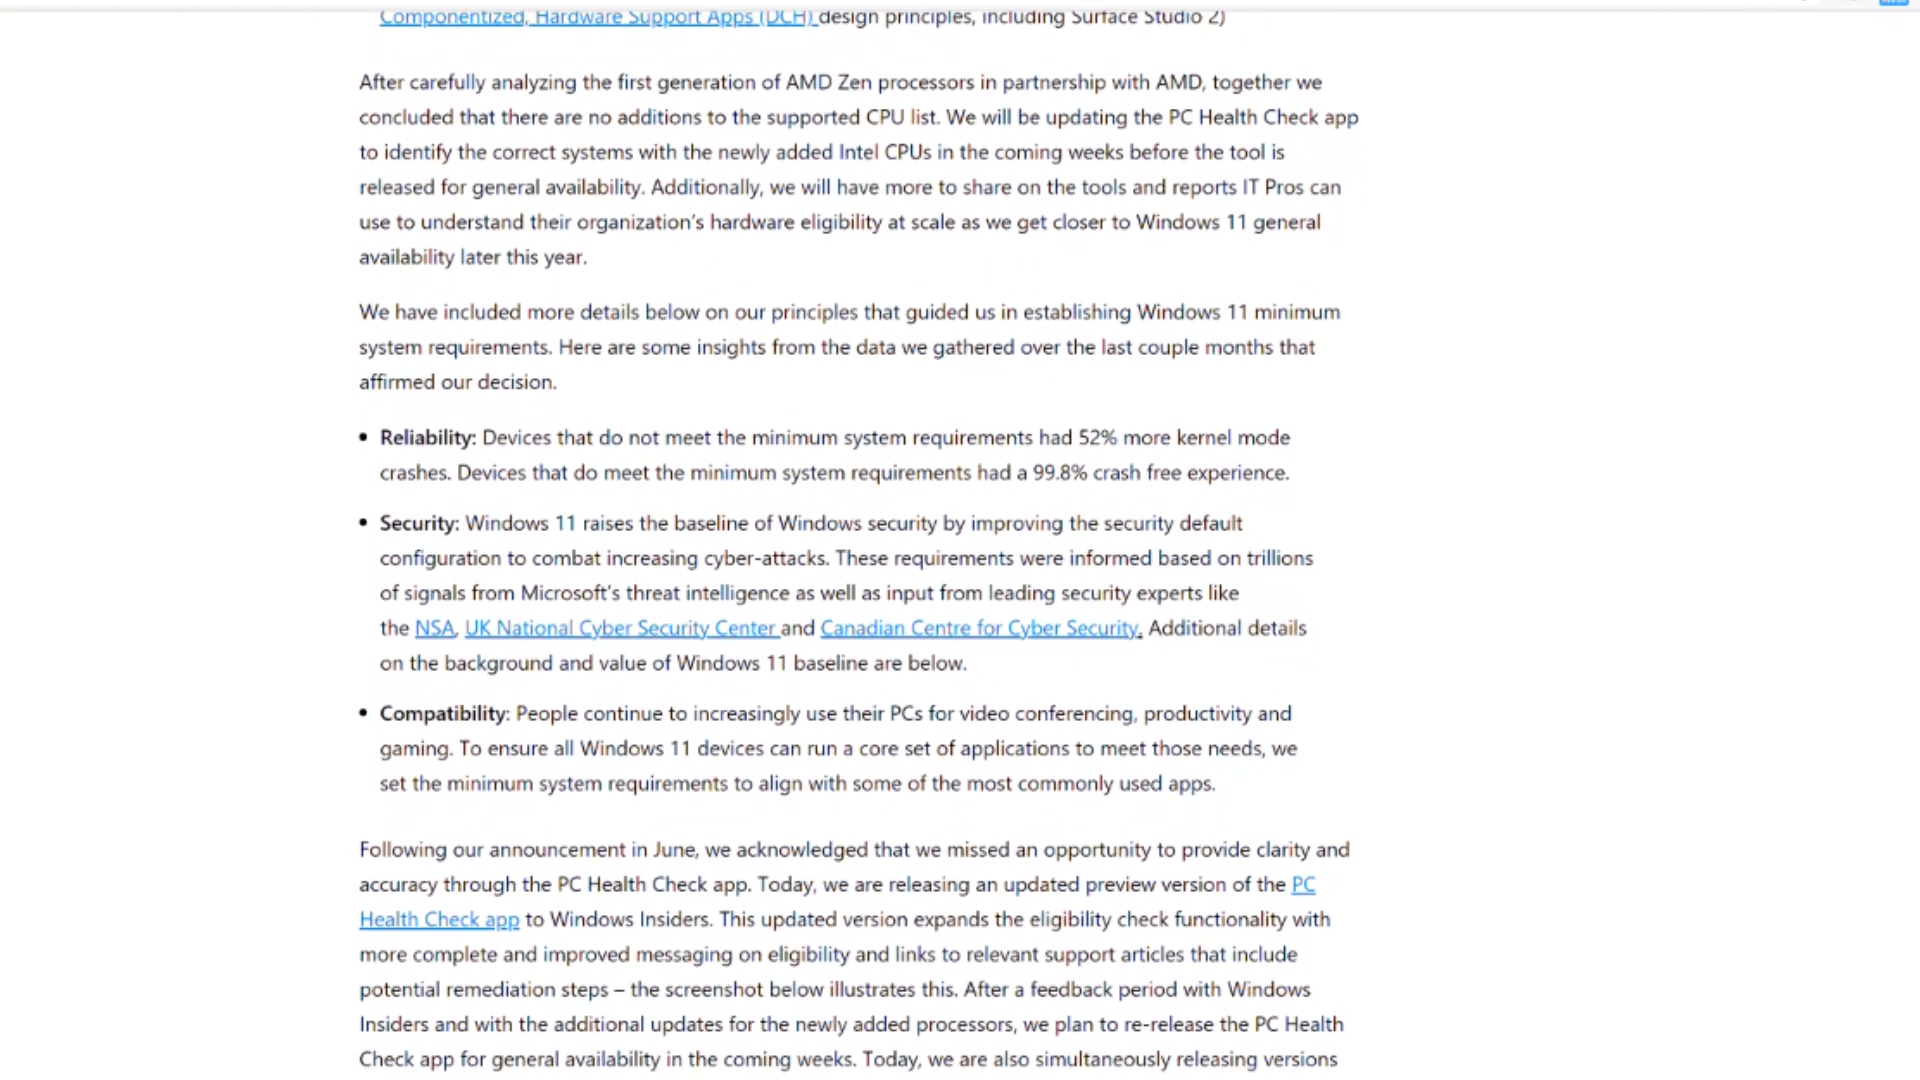 Componentized, Hardware Support Apps (DCH) design principles, including Surface Studio 2)
After carefully analyzing the first generation of AMD Zen processors in partnership with AMD, together we
concluded that there are no additions to the supported CPU list. We will be updating the PC Health Check app
to identify the correct systems with the newly added Intel CPUs in the coming weeks before the tool is
released for general availability. Additionally, we will have more to share on the tools and reports IT Pros can
use to understand their organization’s hardware eligibility at scale as we get closer to Windows 11 general
availability later this year.
We have included more details below on our principles that guided us in establishing Windows 11 minimum
system requirements. Here are some insights from the data we gathered over the last couple months that
affirmed our decision.
• Reliability: Devices that do not meet the minimum system requirements had 52% more kernel mode
crashes. Devices that do meet the minimum system requirements had a 99.8% crash free experience.
• Security: Windows 11 raises the baseline of Windows security by improving the security default
configuration to combat increasing cyber-attacks. These requirements were informed based on trillions
of signals from Microsoft’s threat intelligence as well as input from leading security experts like
the NSA, UK National Cyber Security Center and Canadian Centre for Cyber Security. Additional details
on the background and value of Windows 11 baseline are below.
• Compatibility: People continue to increasingly use their PCs for video conferencing, productivity and
gaming. To ensure all Windows 11 devices can run a core set of applications to meet those needs, we
set the minimum system requirements to align with some of the most commonly used apps.
Following our announcement in June, we acknowledged that we missed an opportunity to provide clarity and
accuracy through the PC Health Check app. Today, we are releasing an updated preview version of the PC
Health Check app to Windows Insiders. This updated version expands the eligibility check functionality with
more complete and improved messaging on eligibility and links to relevant support articles that include
potential remediation steps – the screenshot below illustrates this. After a feedback period with Windows
Insiders and with the additional updates for the newly added processors, we plan to re-release the PC Health
Check app for general availability in the coming weeks. Today, we are also simultaneously releasing versions